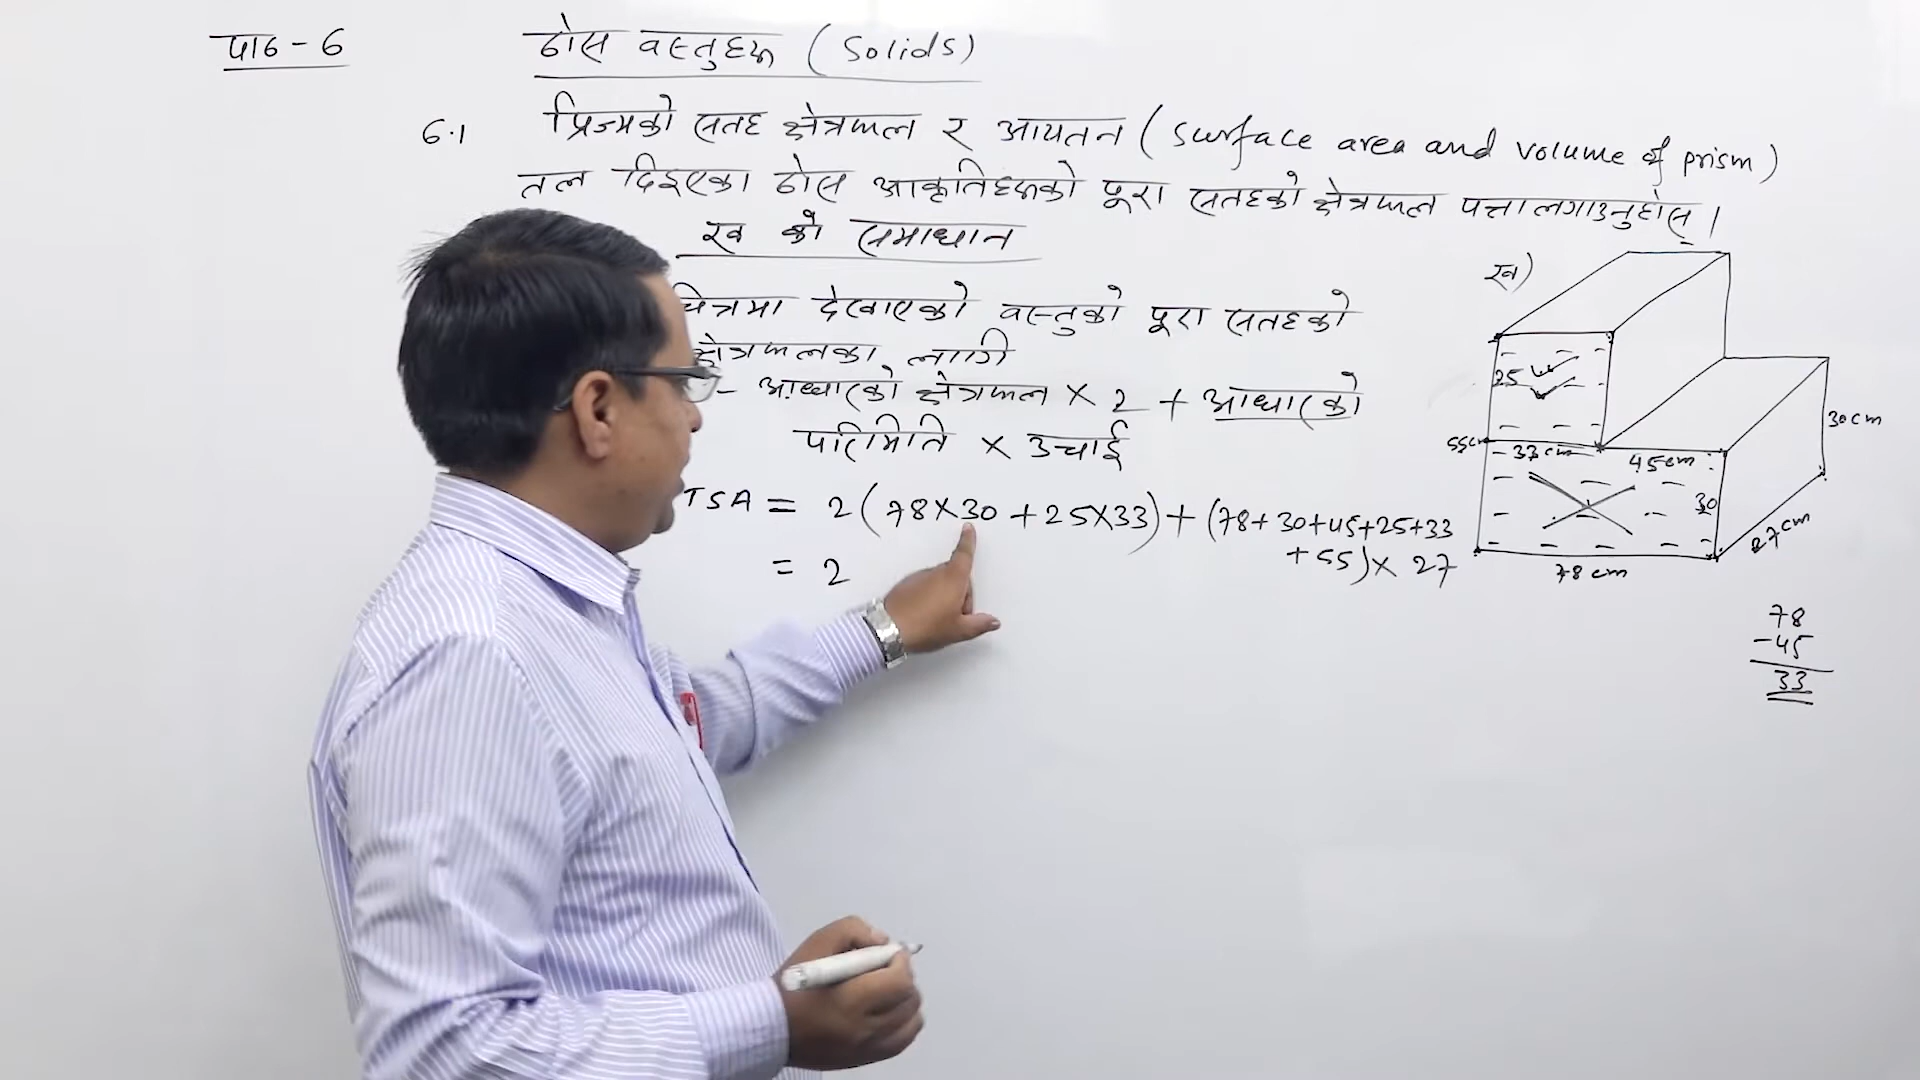 पाठ - 6
ठोस वस्तुहरू (Solids)
6.1 प्रिज्मको सतह क्षेत्रफल र आयतन (Surface area and volume of prism)
तल दिइएका ठोस आकृतिहरूको पूरा सतहको क्षेत्रफल पत्ता लगाउनुहोस् ।
ख को समाधान
चित्रमा देखाएको वस्तुको पूरा सतहको
क्षेत्रफलका लागि
- आधारको क्षेत्रफल × 2 + आधारको
परिमिति × उचाई
TSA = 2 (78×30 + 25×33) + (78 + 30 + 45 + 25 + 33
+ 55) × 27
= 2
ख)
25
55cm
33cm
45cm
30cm
30
27cm
78 cm
78
-45
33